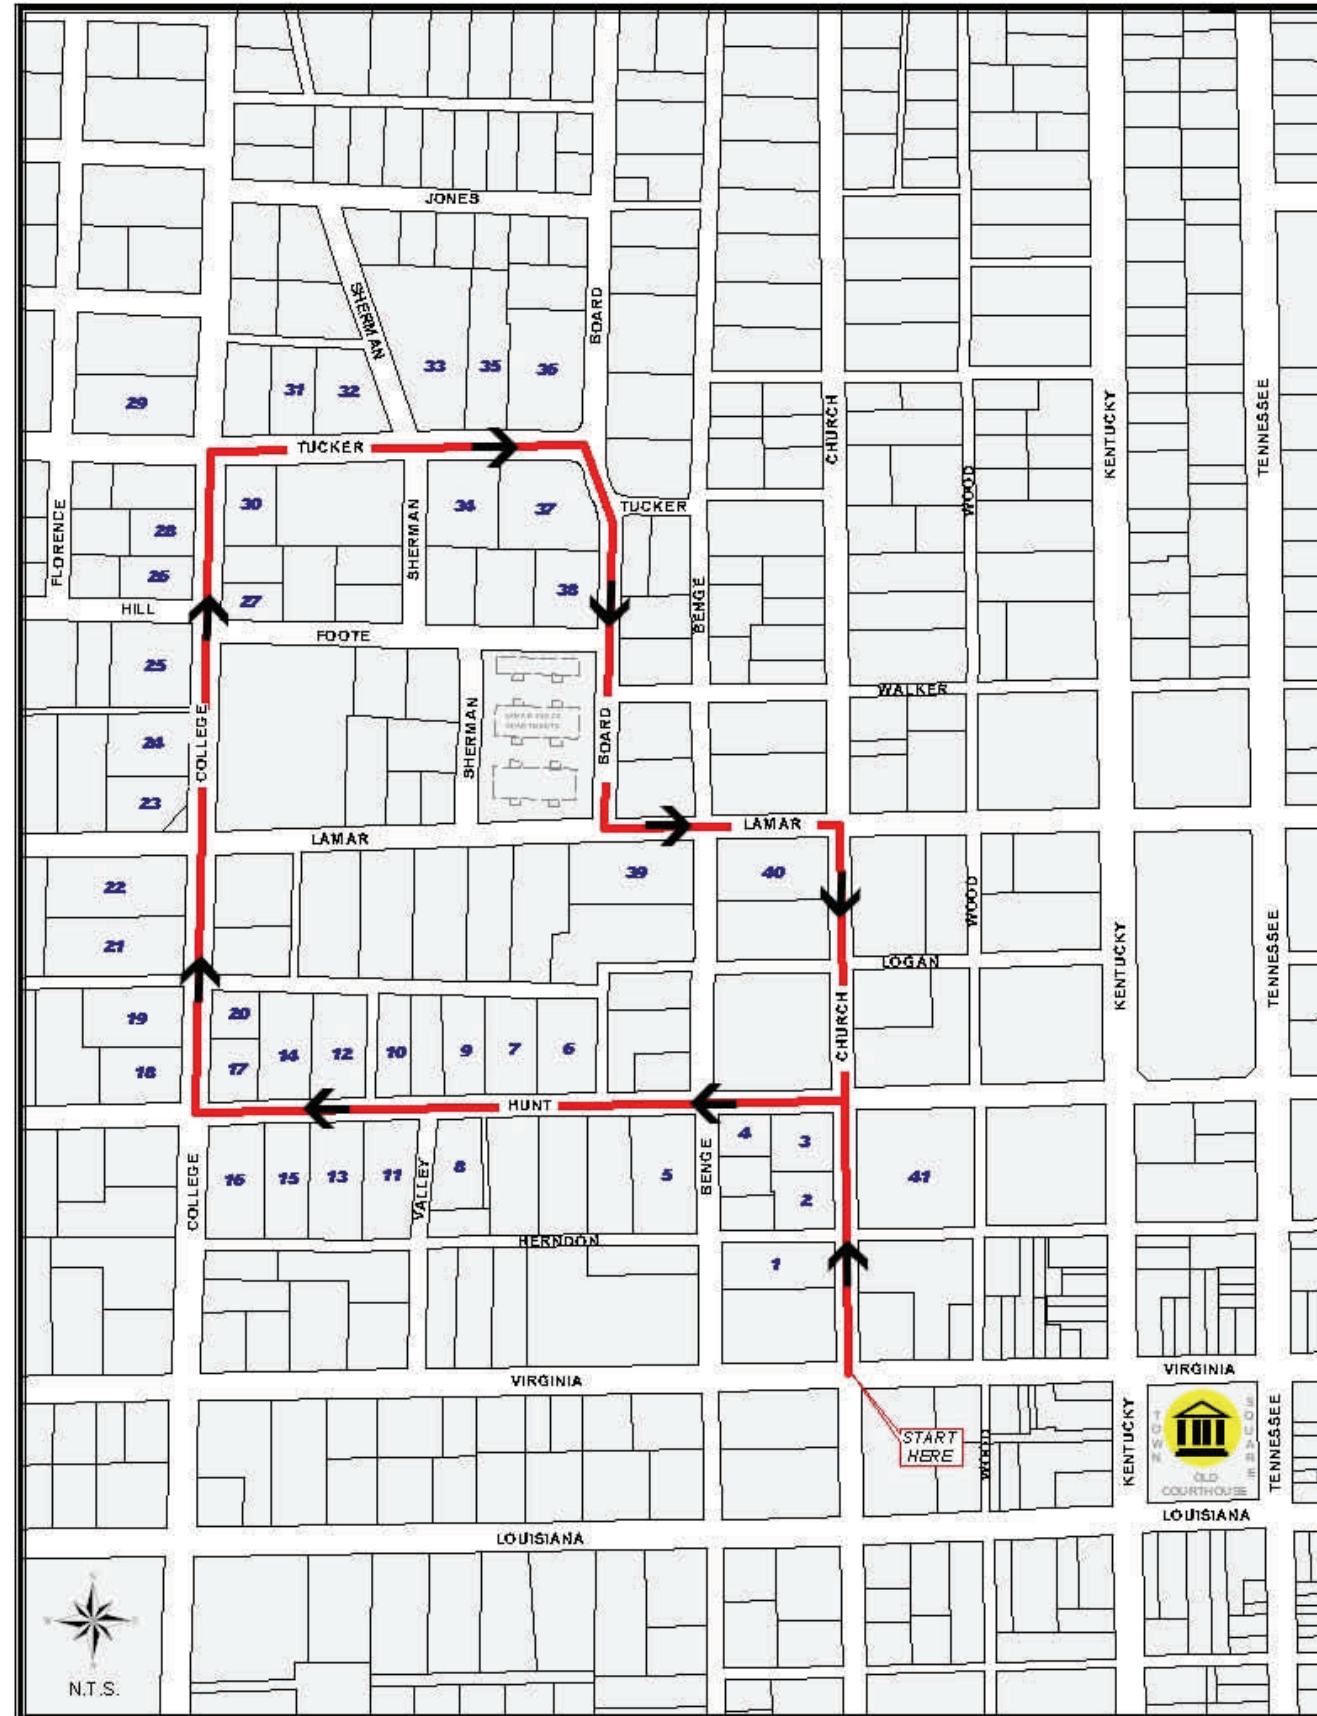 JONES
SHERMAN
BOARD
33
35
36
31
32
29
KENTUCKY
TENNESSEE
CHURCH
TUCKER
30
34
37
TUCKER
WOOD
FLORENCE
28
SHERMAN
26
38
27
BENGE
HILL
FOOTE
25
WALKER
COLLEGE
24
SHERMAN
BOARD
23
LAMAR
LAMAR
22
39
40
WOOD
21
KENTUCKY
TENNESSEE
LOGAN
CHURCH
19
20
18
17
14
12
10
9
7
6
HUNT
4
3
COLLEGE
16
15
13
11
VALLEY
8
5
BENGE
2
41
HERNDON
1
VIRGINIA
VIRGINIA
START
HERE
WOOD
KENTUCKY
TOWN
SQUARE
TENNESSEE
OLD
COURTHOUSE
LOUISIANA
LOUISIANA
N.T.S.